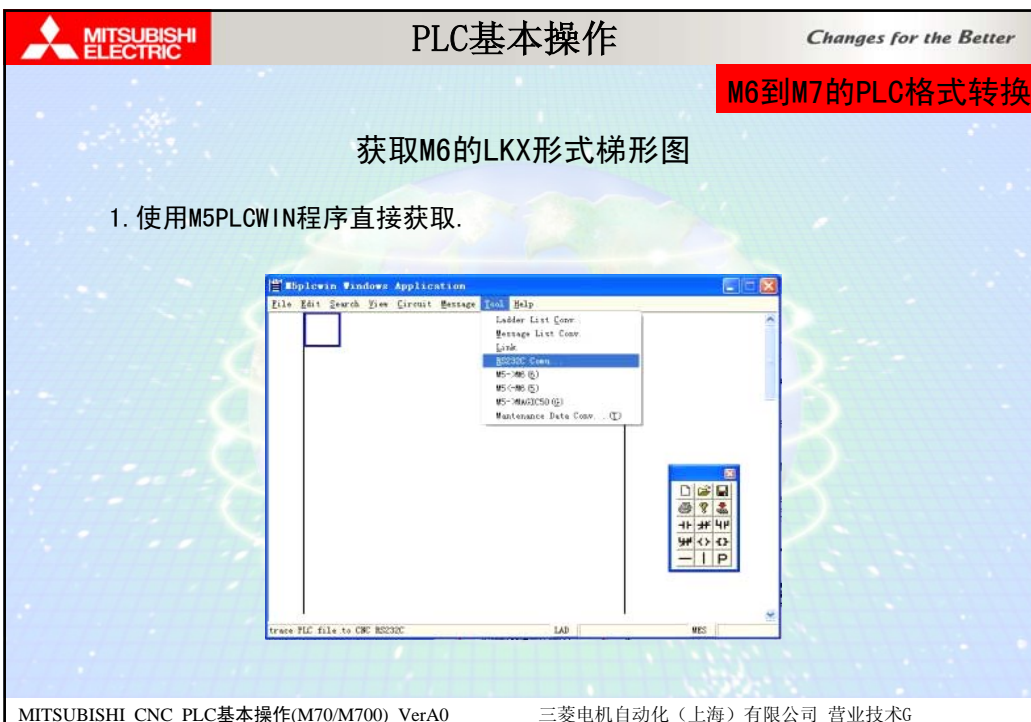 MITSUBISHI
ELECTRIC
PLC基本操作
Changes for the Better
M6到M7的PLC格式转换
获取M6的LKX形式梯形图
1.使用M5PLCWIN程序直接获取.
M5plcwin Windows Application
File Edit Search View Circuit Message Tool Help
Ladder List Conv.
Message List Conv.
Link
RS232C Comm...
M5->M6(6)
M5<-M6(5)
M5->MAGIC50(G)
Mantenance Data Conv...(T)
P
trace PLC file to CNC RS232C LAD MES
MITSUBISHI CNC PLC基本操作(M70/M700) VerA0 三菱电机自动化（上海）有限公司 营业技术G